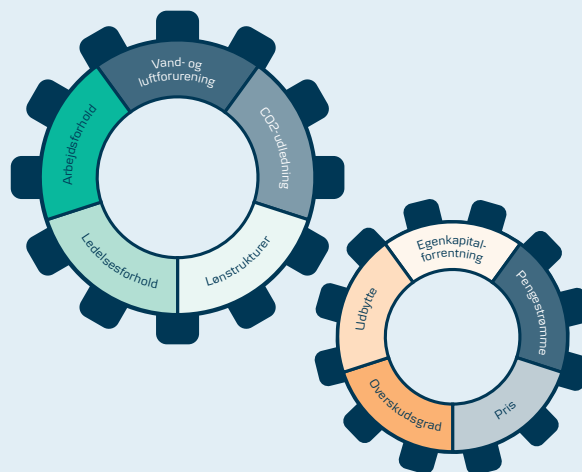 Vand- og
luftforurening
CO2-udledning
Lønstrukturer
Ledelsesforhold
Arbejdsforhold
Egenkapital-
forrentning
Pengestrømme
Pris
Overskudsgrad
Udbytte